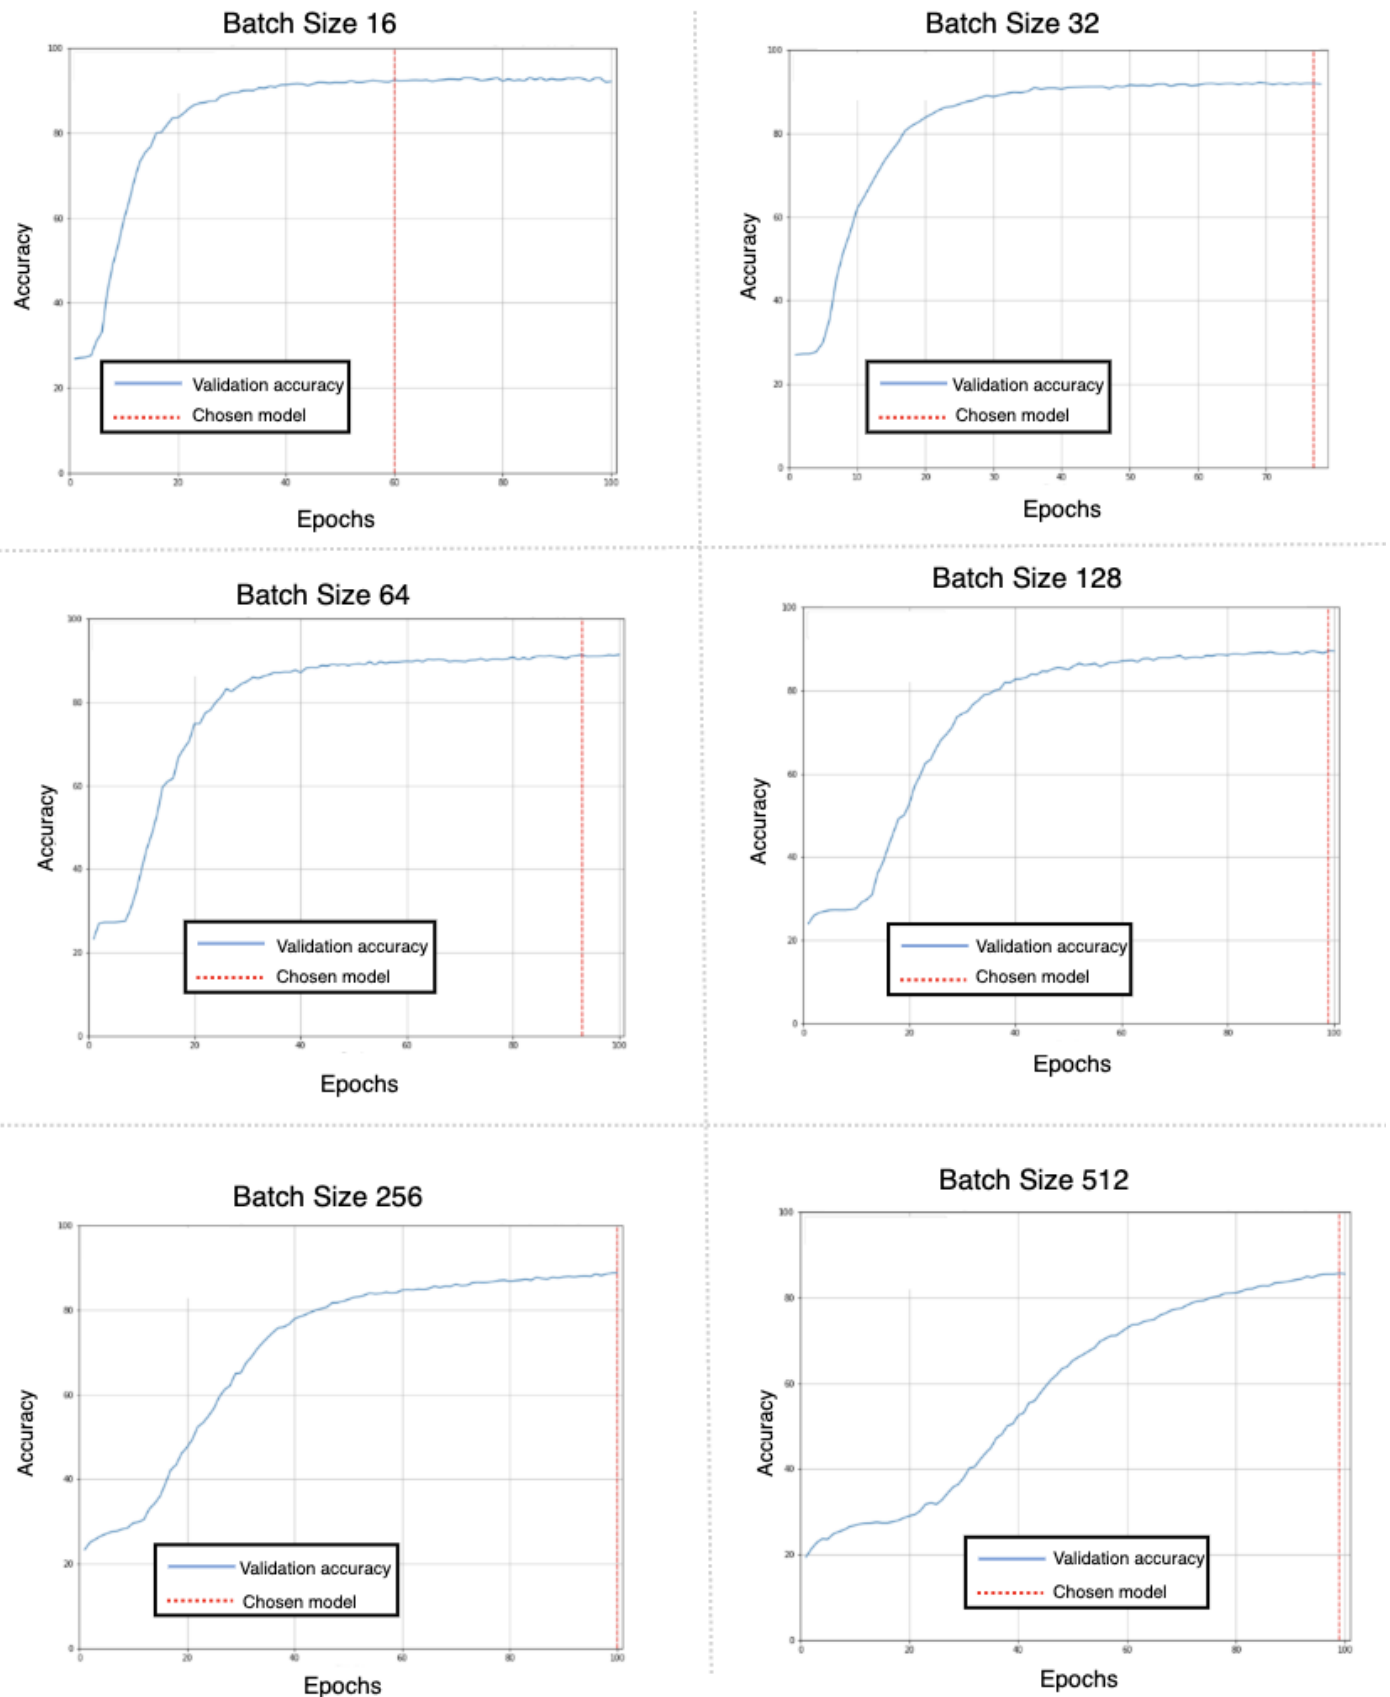 Batch Size 16
100
80
60
40
20
0
Accuracy
Validation accuracy
Chosen model
0 20 40 60 80 100
Epochs
Batch Size 32
100
80
60
40
20
0
Accuracy
Validation accuracy
Chosen model
0 10 20 30 40 50 60 70
Epochs
Batch Size 64
100
80
60
40
20
0
Accuracy
Validation accuracy
Chosen model
0 20 40 60 80 100
Epochs
Batch Size 128
100
80
60
40
20
0
Accuracy
Validation accuracy
Chosen model
0 20 40 60 80 100
Epochs
Batch Size 256
100
80
60
40
20
0
Accuracy
Validation accuracy
Chosen model
0 20 40 60 80 100
Epochs
Batch Size 512
100
80
60
40
20
0
Accuracy
Validation accuracy
Chosen model
0 20 40 60 80 100
Epochs